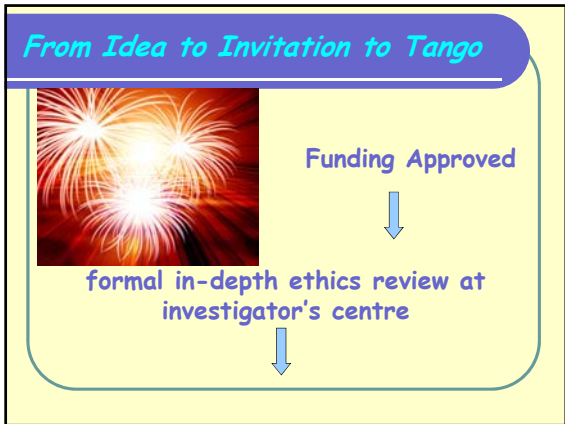 From Idea to Invitation to Tango
Funding Approved
formal in-depth ethics review at
investigator's centre